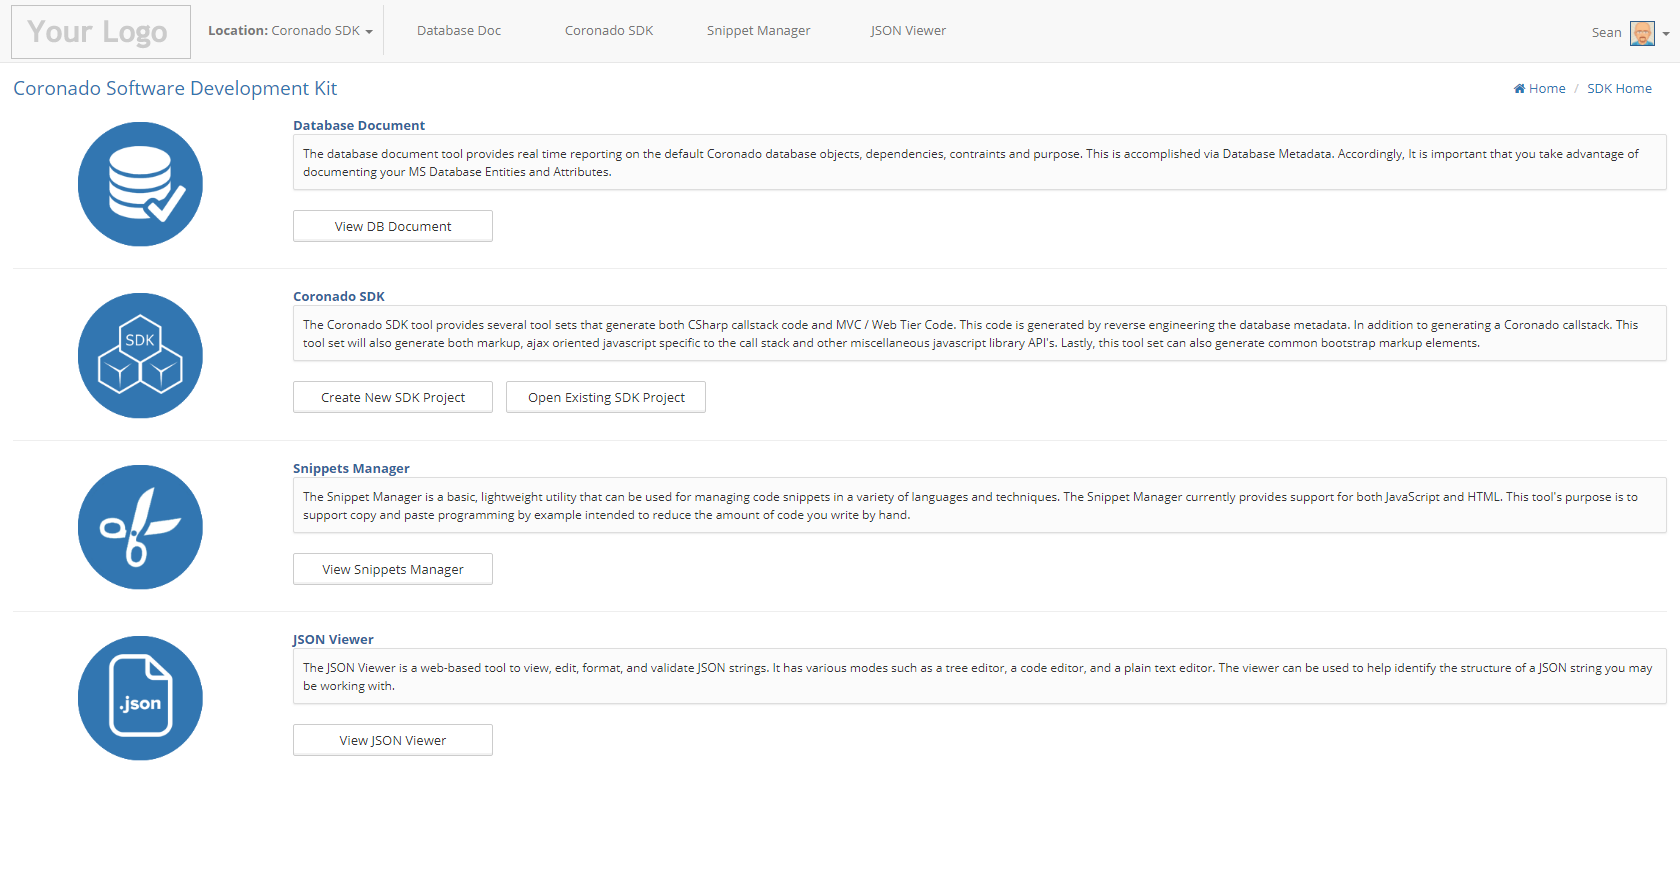 Your Logo
Location: Coronado SDK
Database Doc
Coronado SDK
Snippet Manager
JSON Viewer
Sean
Coronado Software Development Kit
Home / SDK Home
Database Document
The database document tool provides real time reporting on the default Coronado database objects, dependencies, contraints and purpose. This is accomplished via Database Metadata. Accordingly, It is important that you take advantage of
documenting your MS Database Entities and Attributes.
View DB Document
SDK
Coronado SDK
The Coronado SDK tool provides several tool sets that generate both CSharp callstack code and MVC / Web Tier Code. This code is generated by reverse engineering the database metadata. In addition to generating a Coronado callstack. This
tool set will also generate both markup, ajax oriented javascript specific to the call stack and other miscellaneous javascript library API's. Lastly, this tool set can also generate common bootstrap markup elements.
Create New SDK Project
Open Existing SDK Project
Snippets Manager
The Snippet Manager is a basic, lightweight utility that can be used for managing code snippets in a variety of languages and techniques. The Snippet Manager currently provides support for both JavaScript and HTML. This tool's purpose is to
support copy and paste programming by example intended to reduce the amount of code you write by hand.
View Snippets Manager
.json
JSON Viewer
The JSON Viewer is a web-based tool to view, edit, format, and validate JSON strings. It has various modes such as a tree editor, a code editor, and a plain text editor. The viewer can be used to help identify the structure of a JSON string you may
be working with.
View JSON Viewer